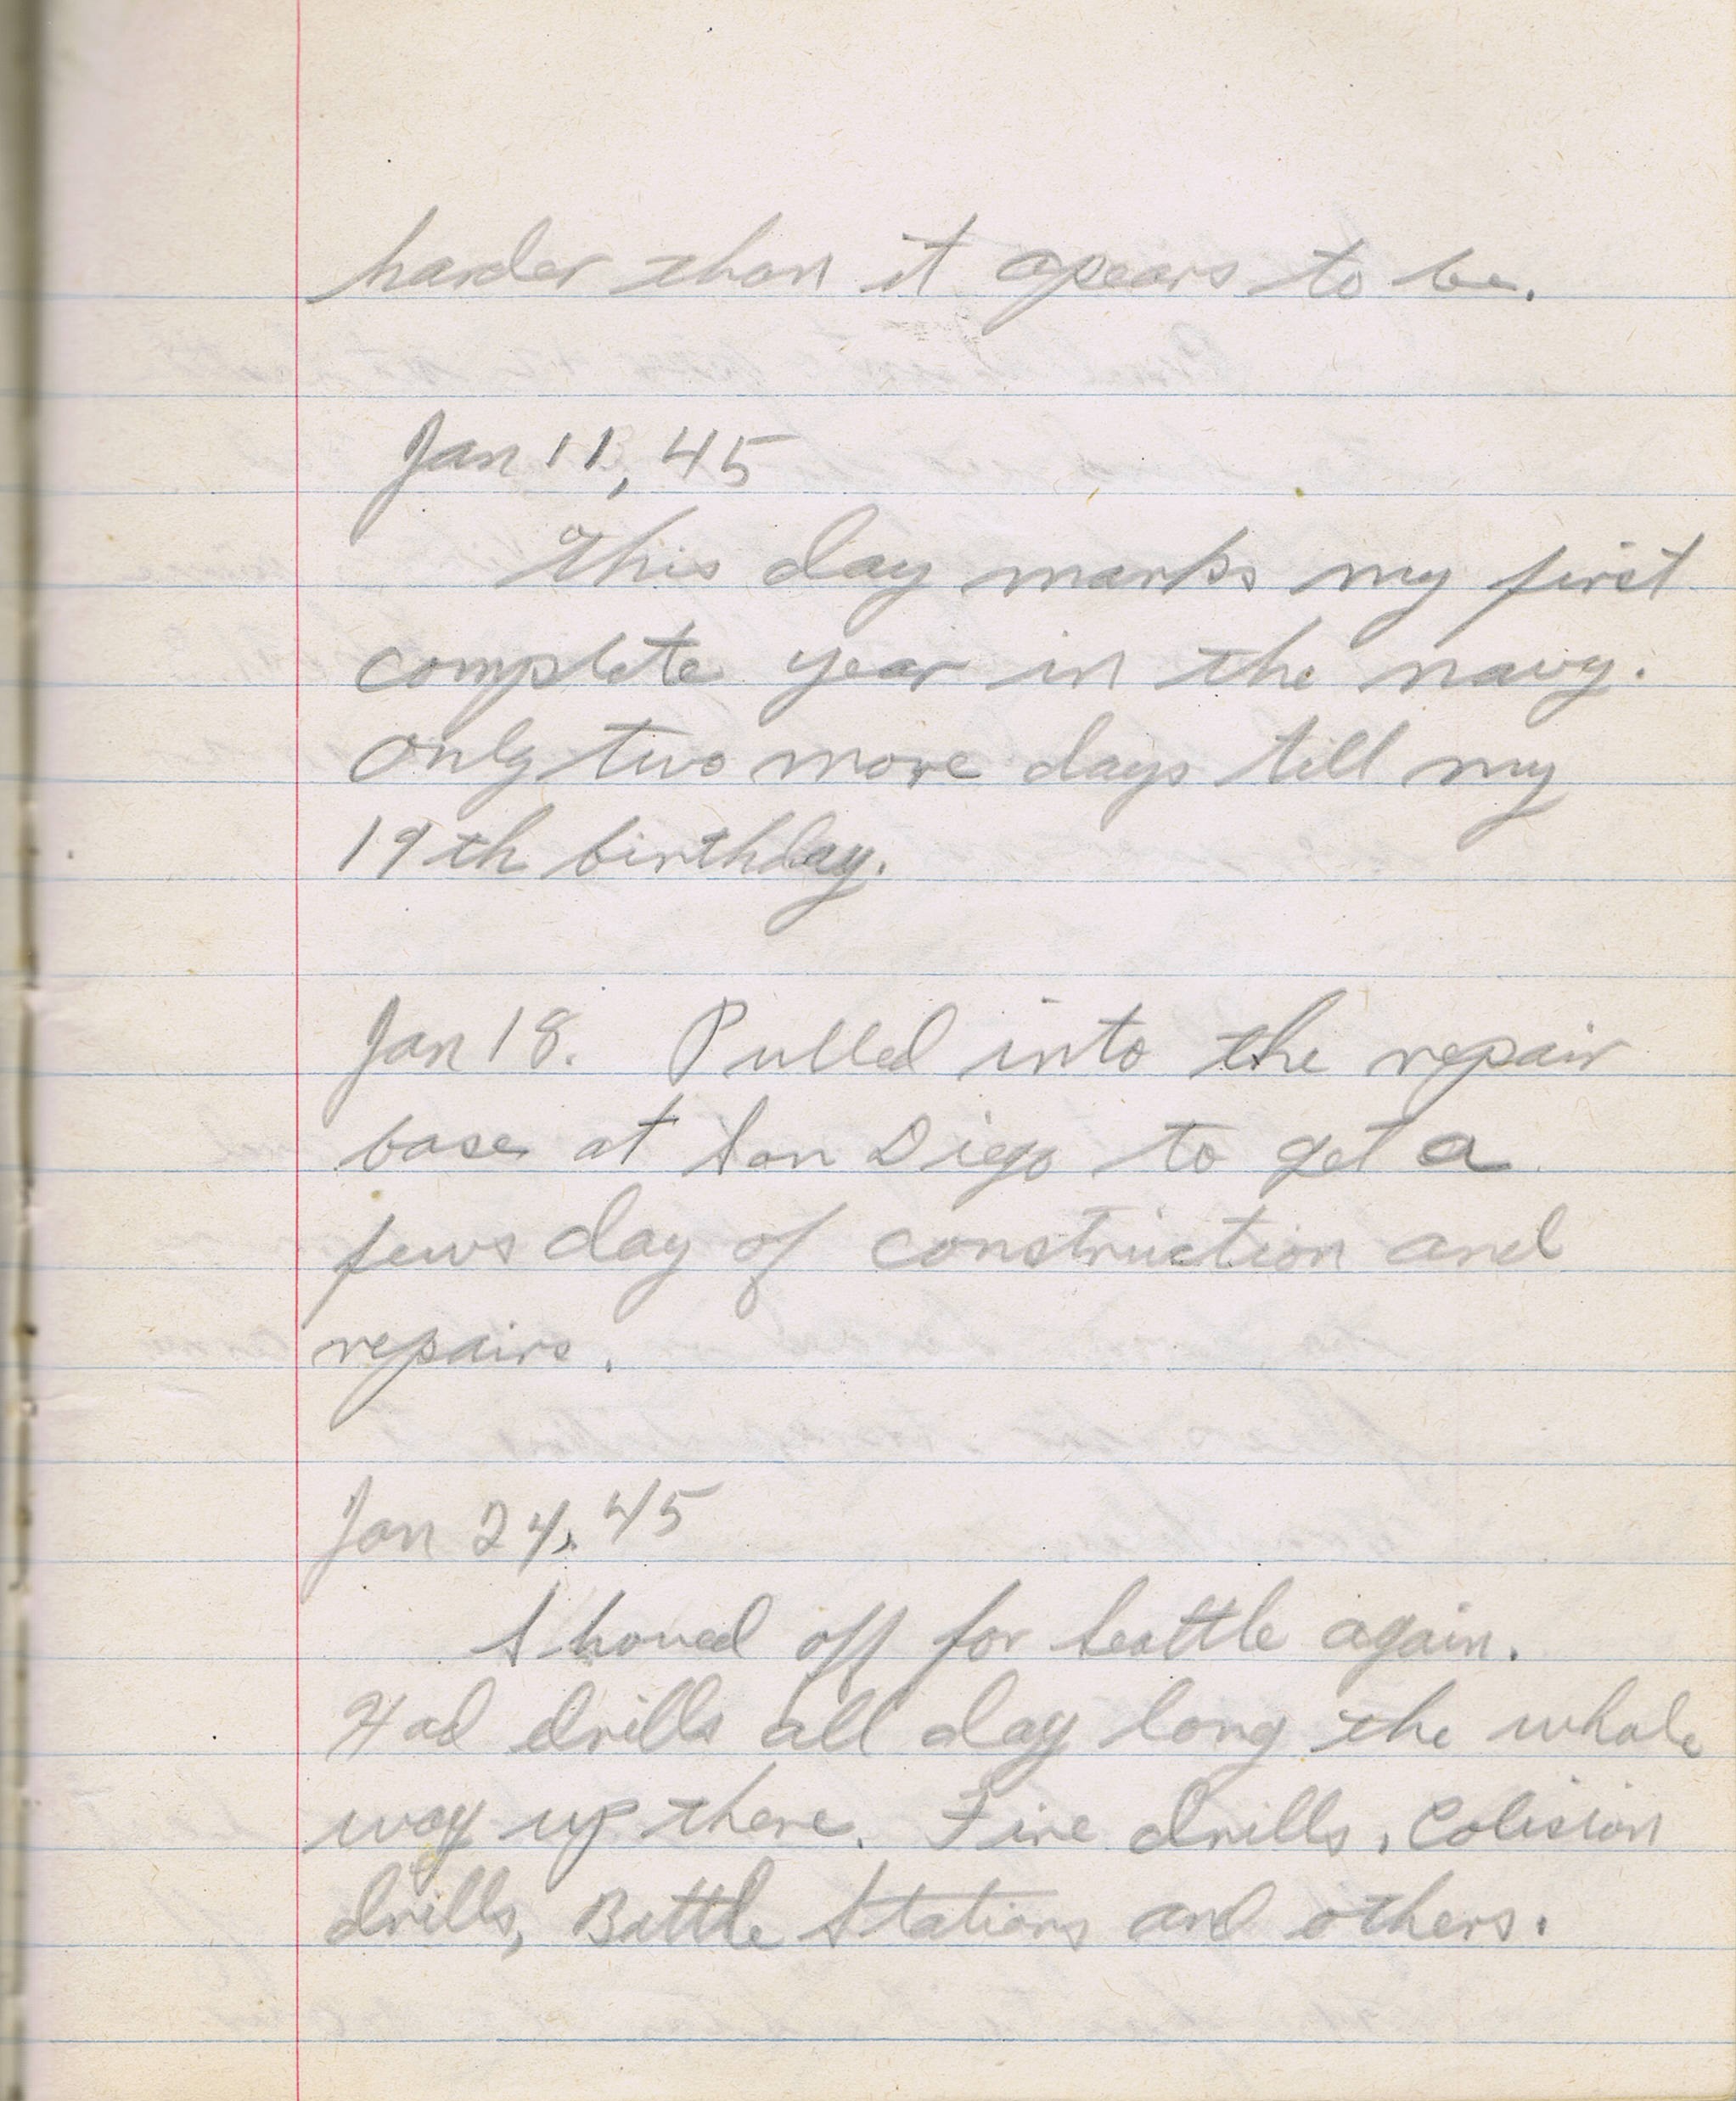 harder than it apears to be.
Jan 11, 45
This day marks my first
complete year in the navy.
Only two more days till my
19th birthday.
Jan 18. Pulled into the repair
base at San Diego to get a
fews day of construction and
repairs.
Jan 24, 45
Shoved off for Seattle again.
Had drills all day long the whole
way up there. Fire drills, Colision
drills, Battle Stations and others.